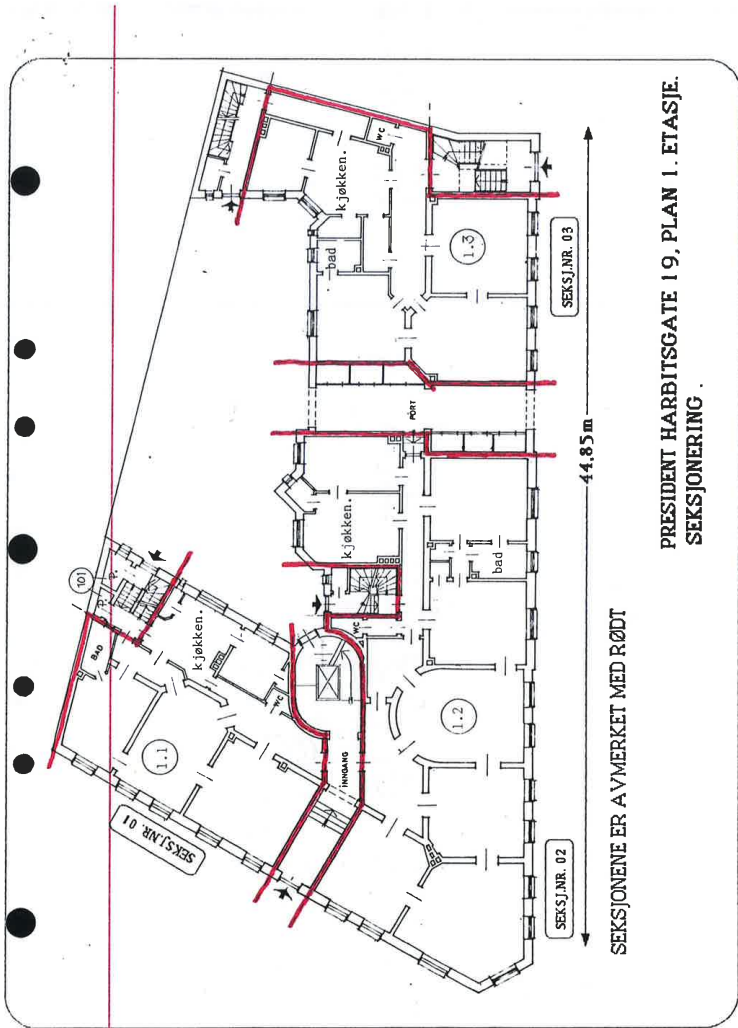 (101)
P. P.
BAD
kjøkken.
WC
1.1
SEKSJ.NR. 01
INNGANG
kjøkken.
WC
bad
1.2
SEKSJ.NR. 02
PORT
bad
kjøkken.
WC
1.3
SEKSJ.NR. 03
44,85m
SEKSJONENE ER AVMERKET MED RØDT
PRESIDENT HARBITSGATE 19, PLAN 1. ETASJE.
SEKSJONERING .